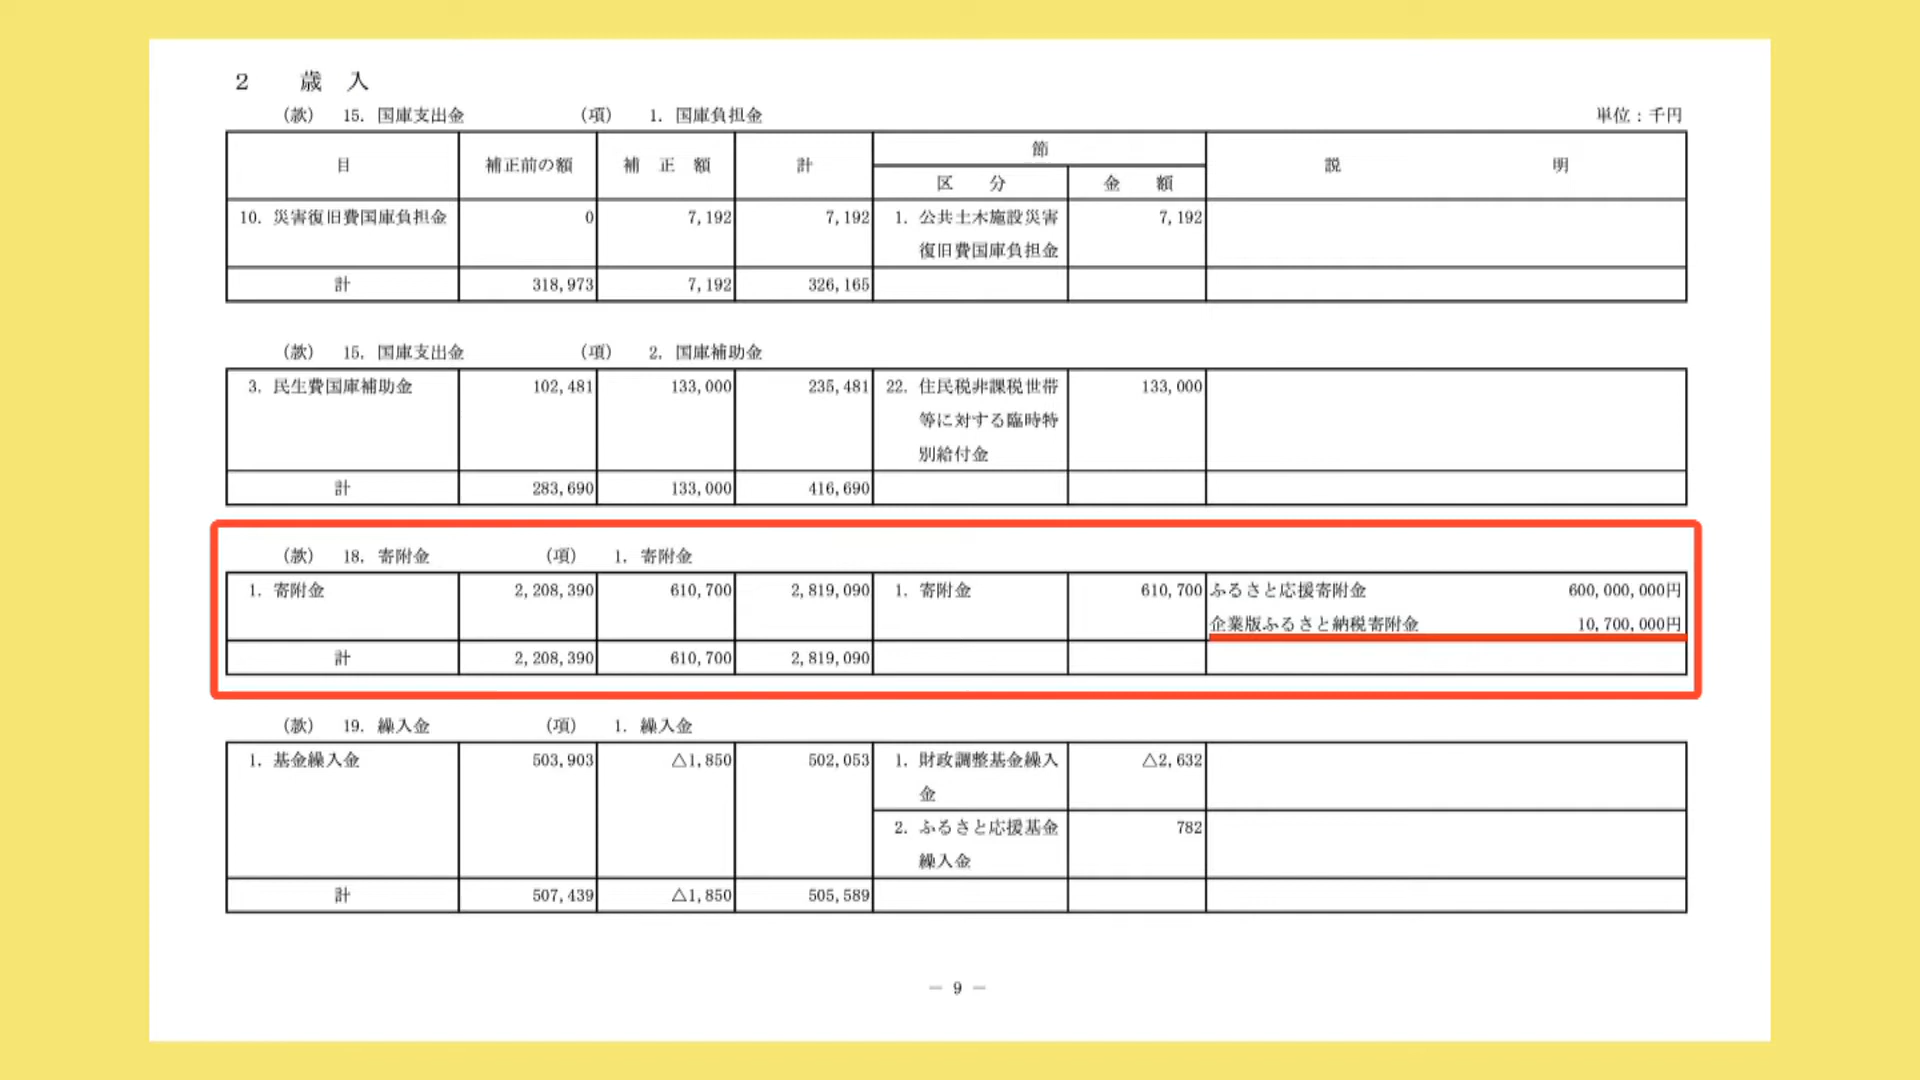 2 歳 入
（款） 15. 国庫支出金 （項） 1. 国庫負担金 単位：千円
目 補正前の額 補 正 額 計 節 説 明
区 分 金 額
10. 災害復旧費国庫負担金 0 7,192 7,192 1. 公共土木施設災害 7,192
復旧費国庫負担金
計 318,973 7,192 326,165
（款） 15. 国庫支出金 （項） 2. 国庫補助金
3. 民生費国庫補助金 102,481 133,000 235,481 22. 住民税非課税世帯 133,000
等に対する臨時特
別給付金
計 283,690 133,000 416,690
（款） 18. 寄附金 （項） 1. 寄附金
1. 寄附金 2,208,390 610,700 2,819,090 1. 寄附金 610,700 ふるさと応援寄附金 600,000,000円
企業版ふるさと納税寄附金 10,700,000円
計 2,208,390 610,700 2,819,090
（款） 19. 繰入金 （項） 1. 繰入金
1. 基金繰入金 503,903 △1,850 502,053 1. 財政調整基金繰入 △2,632
金
2. ふるさと応援基金 782
繰入金
計 507,439 △1,850 505,589
― 9 ―